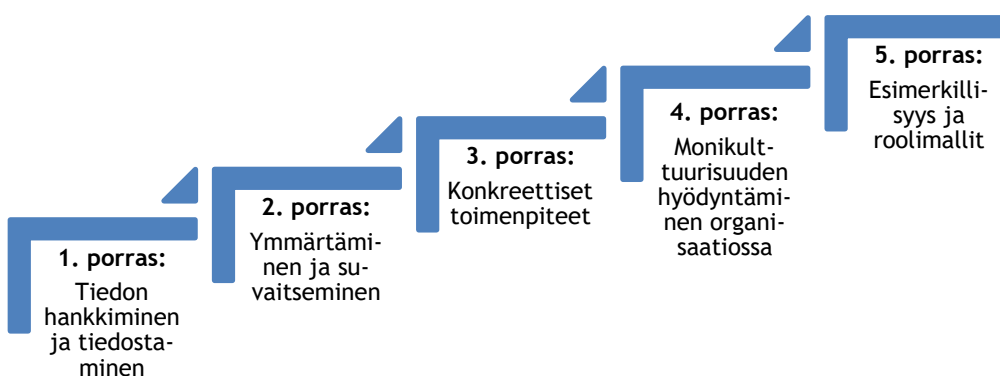 1. porras:
Tiedon
hankkiminen
ja tiedosta-
minen
2. porras:
Ymmärtämi-
nen ja su-
vaitseminen
3. porras:
Konkreettiset
toimenpiteet
4. porras:
Monikult-
tuurisuuden
hyödyntämi-
nen organi-
saatiossa
5. porras:
Esimerkilli-
syys ja
roolimallit